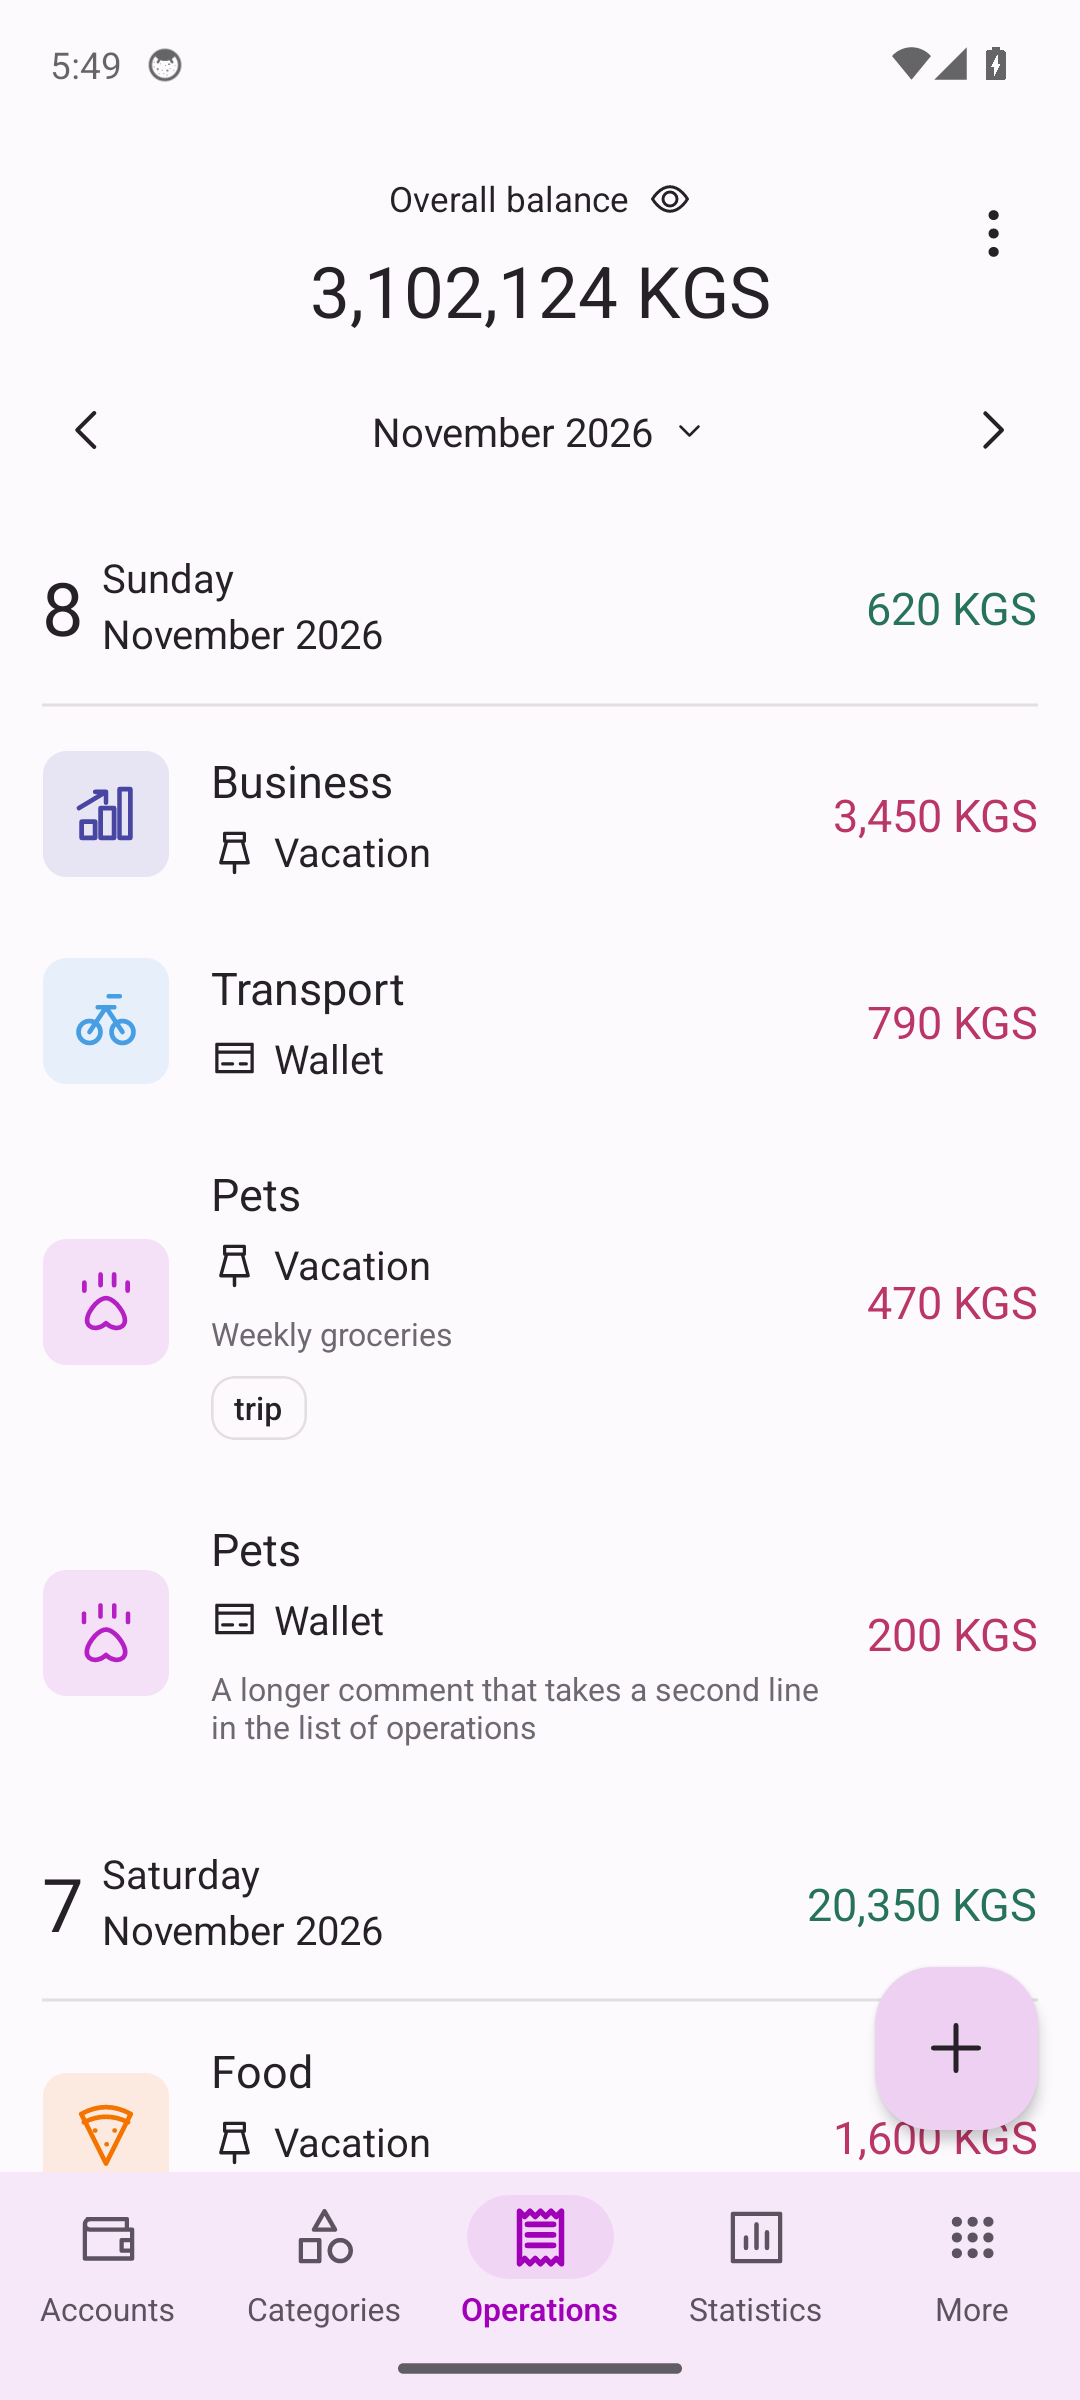 5:49
Overall balance
3,102,124 KGS
November 2026
8
Sunday
November 2026
620 KGS
Business
Vacation
3,450 KGS
Transport
Wallet
790 KGS
Pets
Vacation
Weekly groceries
trip
470 KGS
Pets
Wallet
A longer comment that takes a second line
in the list of operations
200 KGS
7
Saturday
November 2026
20,350 KGS
Food
Vacation
1,600 KGS
Accounts
Categories
Operations
Statistics
More